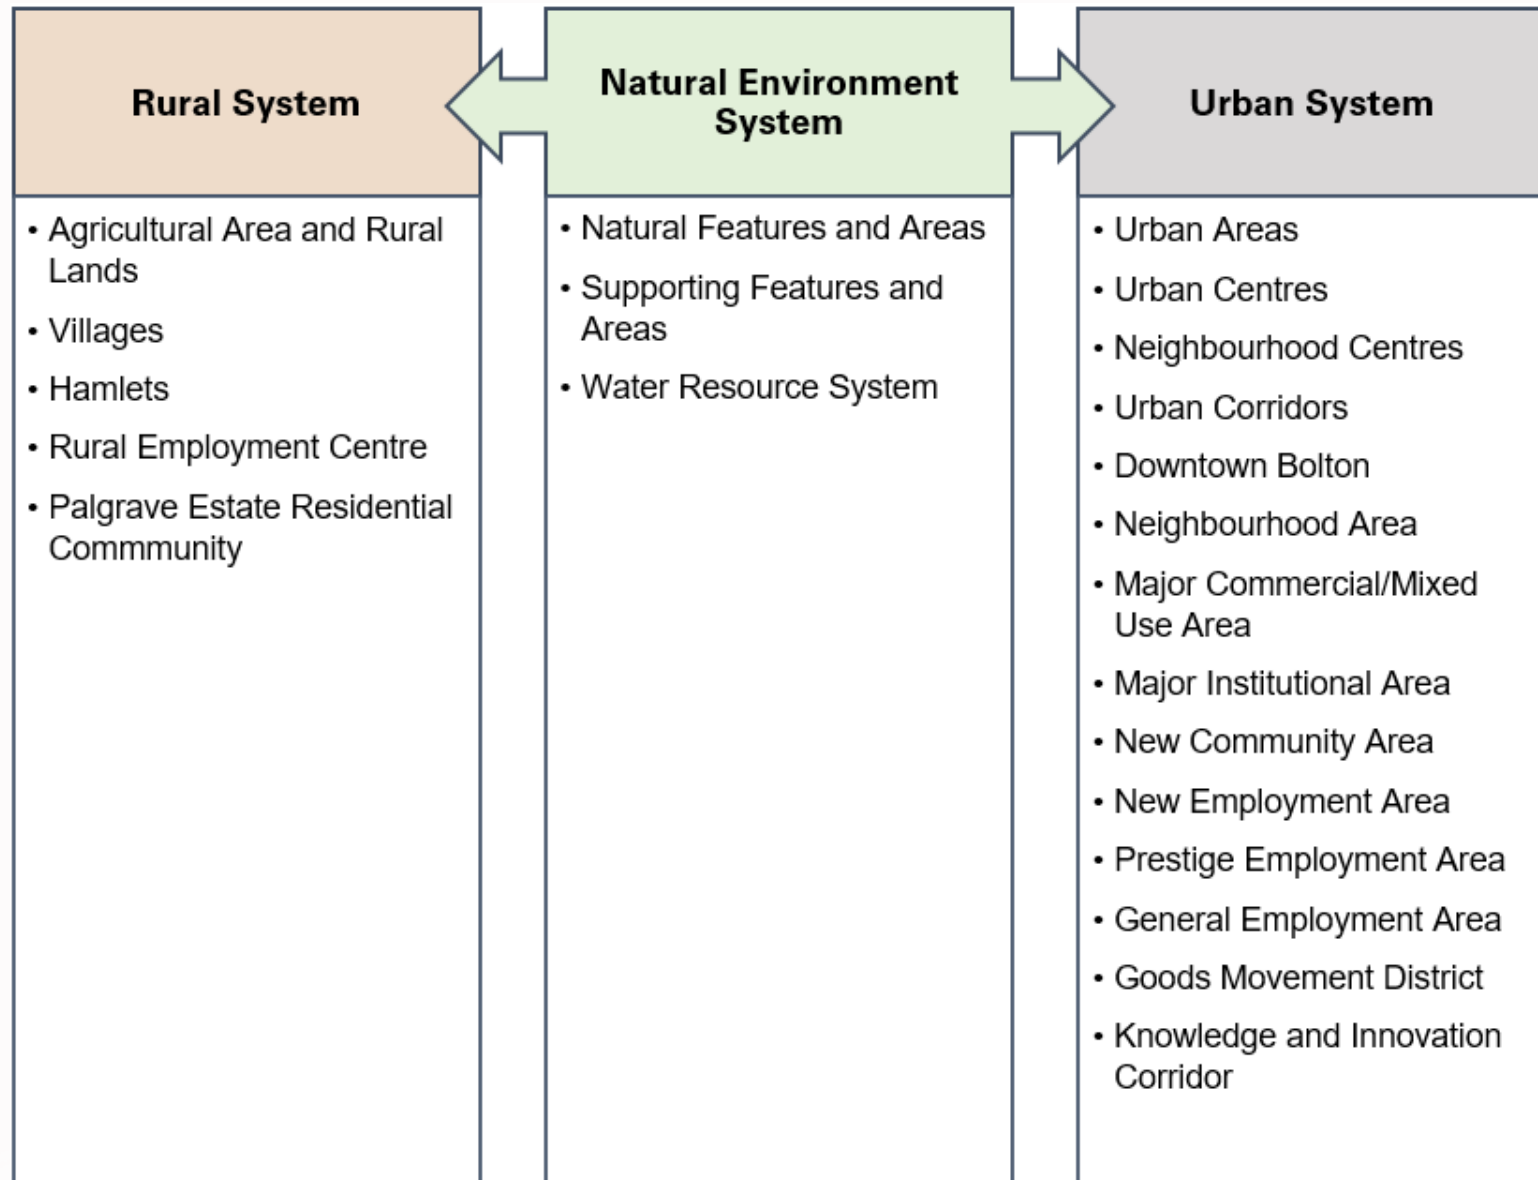 Rural System
• Agricultural Area and Rural
Lands
• Villages
• Hamlets
• Rural Employment Centre
• Palgrave Estate Residential
Commmunity
Natural Environment
System
• Natural Features and Areas
• Supporting Features and
Areas
• Water Resource System
Urban System
• Urban Areas
• Urban Centres
• Neighbourhood Centres
• Urban Corridors
• Downtown Bolton
• Neighbourhood Area
• Major Commercial/Mixed
Use Area
• Major Institutional Area
• New Community Area
• New Employment Area
• Prestige Employment Area
• General Employment Area
• Goods Movement District
• Knowledge and Innovation
Corridor